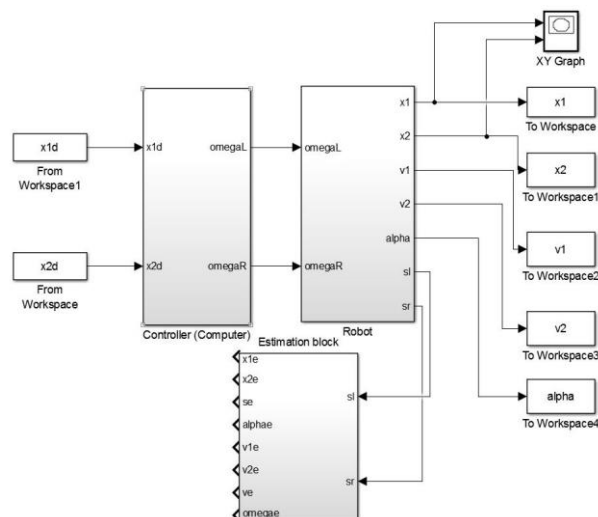 XY Graph
x1d
From
Workspace1
x1d
omegaL
omegaL
x1
x2
v1
v2
alpha
sl
sr
x1
To Workspace
x2
To Workspace1
v1
To Workspace2
x2d
From
Workspace
x2d
omegaR
omegaR
Controller (Computer)
Robot
v2
To Workspace3
alpha
To Workspace4
Estimation block
x1e
x2e
se
alphae
v1e
v2e
ve
omegae
sl
sr